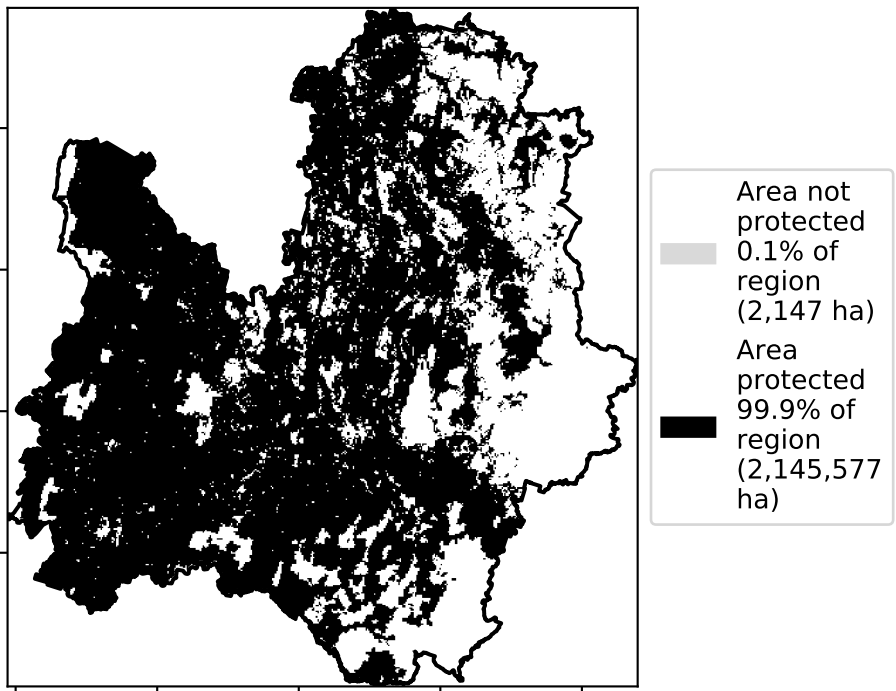 Area not
protected
0.1% of
region
(2,147 ha)
Area
protected
99.9% of
region
(2,145,577
ha)